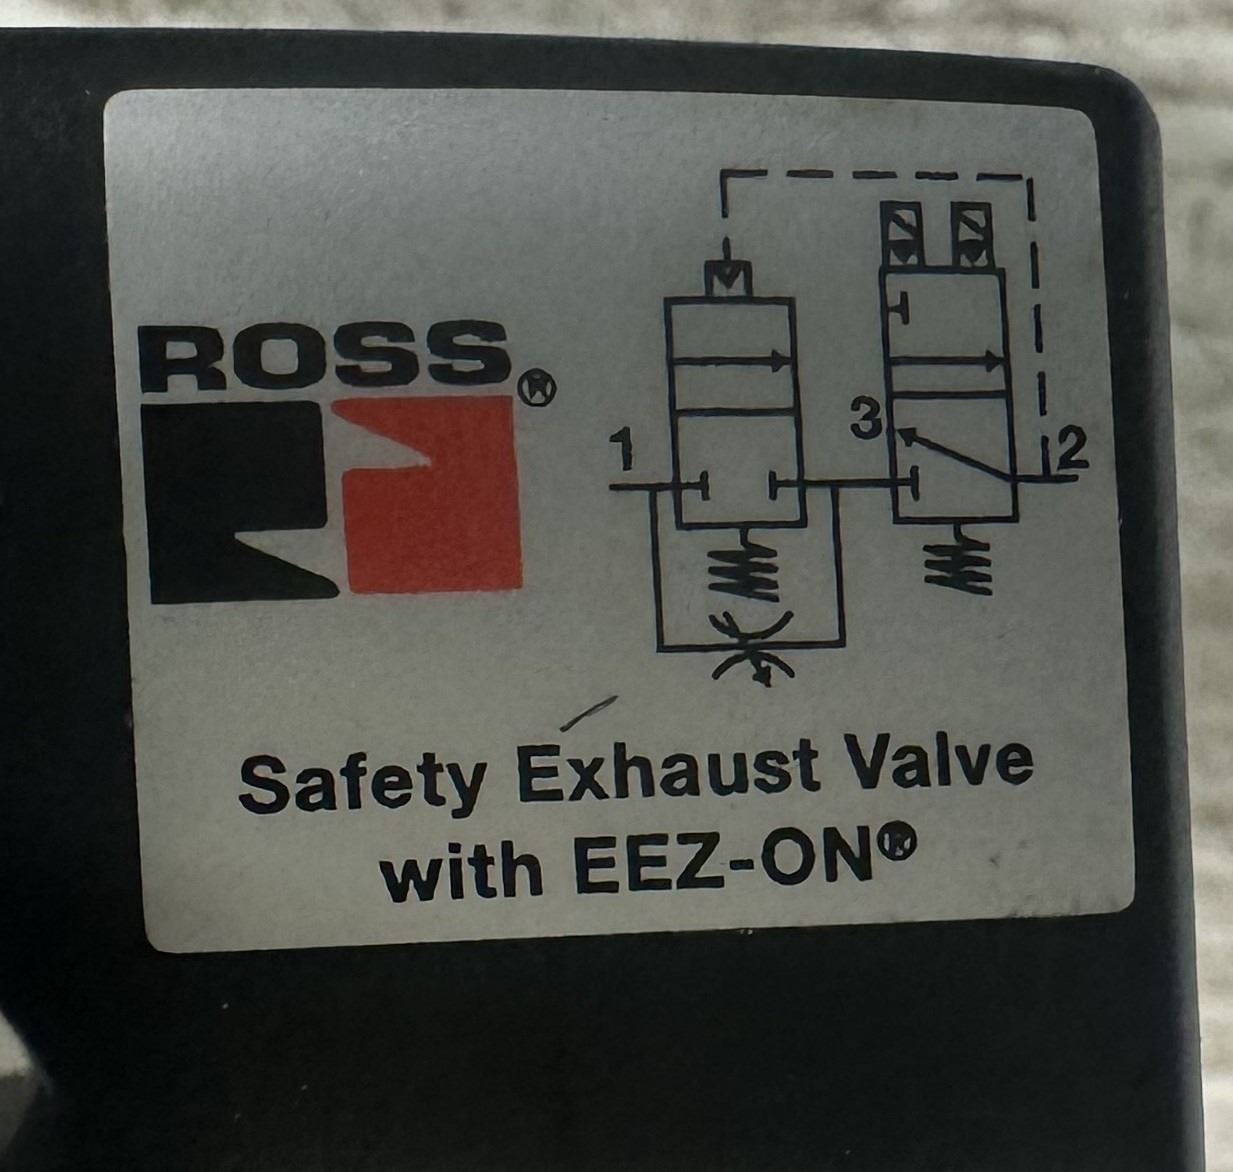 ROSS®
1
3
2
Safety Exhaust Valve
with EEZ-ON®